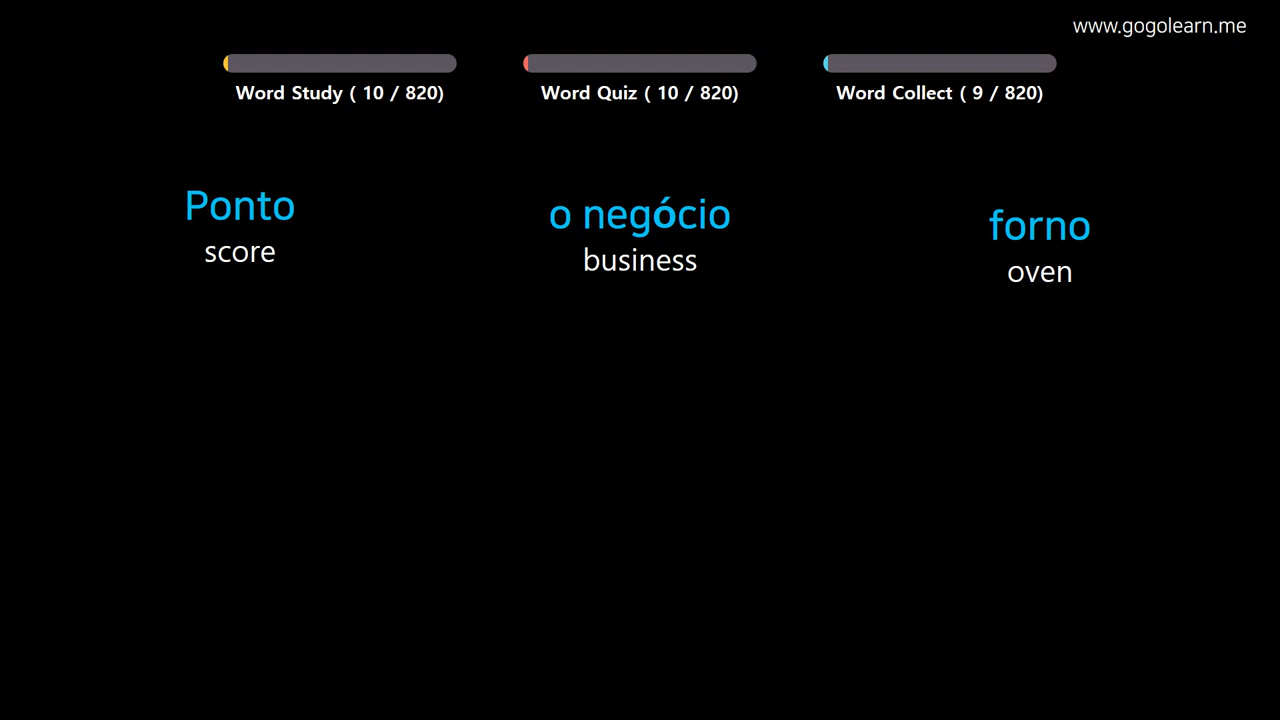 www.gogolearn.me
Word Study ( 10 / 820)
Word Quiz ( 10 / 820)
Word Collect ( 9 / 820)
Ponto
score
o negócio
business
forno
oven